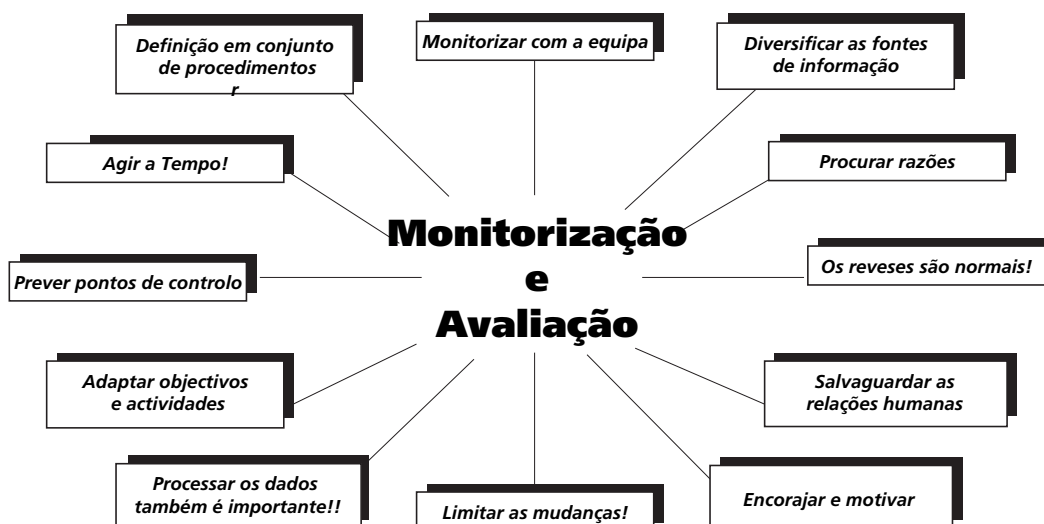 Definição em conjunto
de procedimentos
r
Monitorizar com a equipa
Diversificar as fontes
de informação
Agir a Tempo!
Procurar razões
Monitorização
e
Avaliação
Prever pontos de controlo
Os reveses são normais!
Adaptar objectivos
e actividades
Salvaguardar as
relações humanas
Processar os dados
também é importante!!
Limitar as mudanças!
Encorajar e motivar